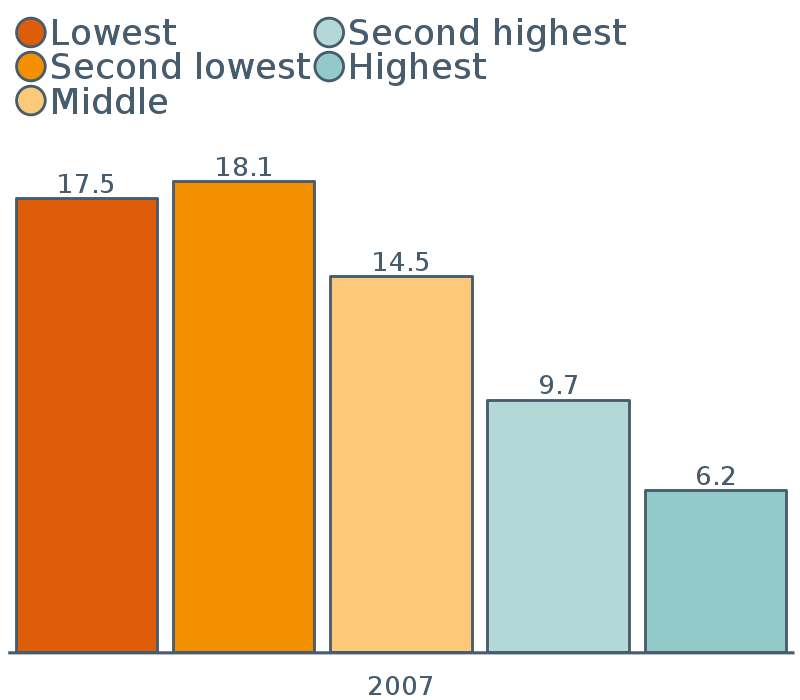 Lowest
Second lowest
Middle
Second highest
Highest
17.5
18.1
14.5
9.7
6.2
2007